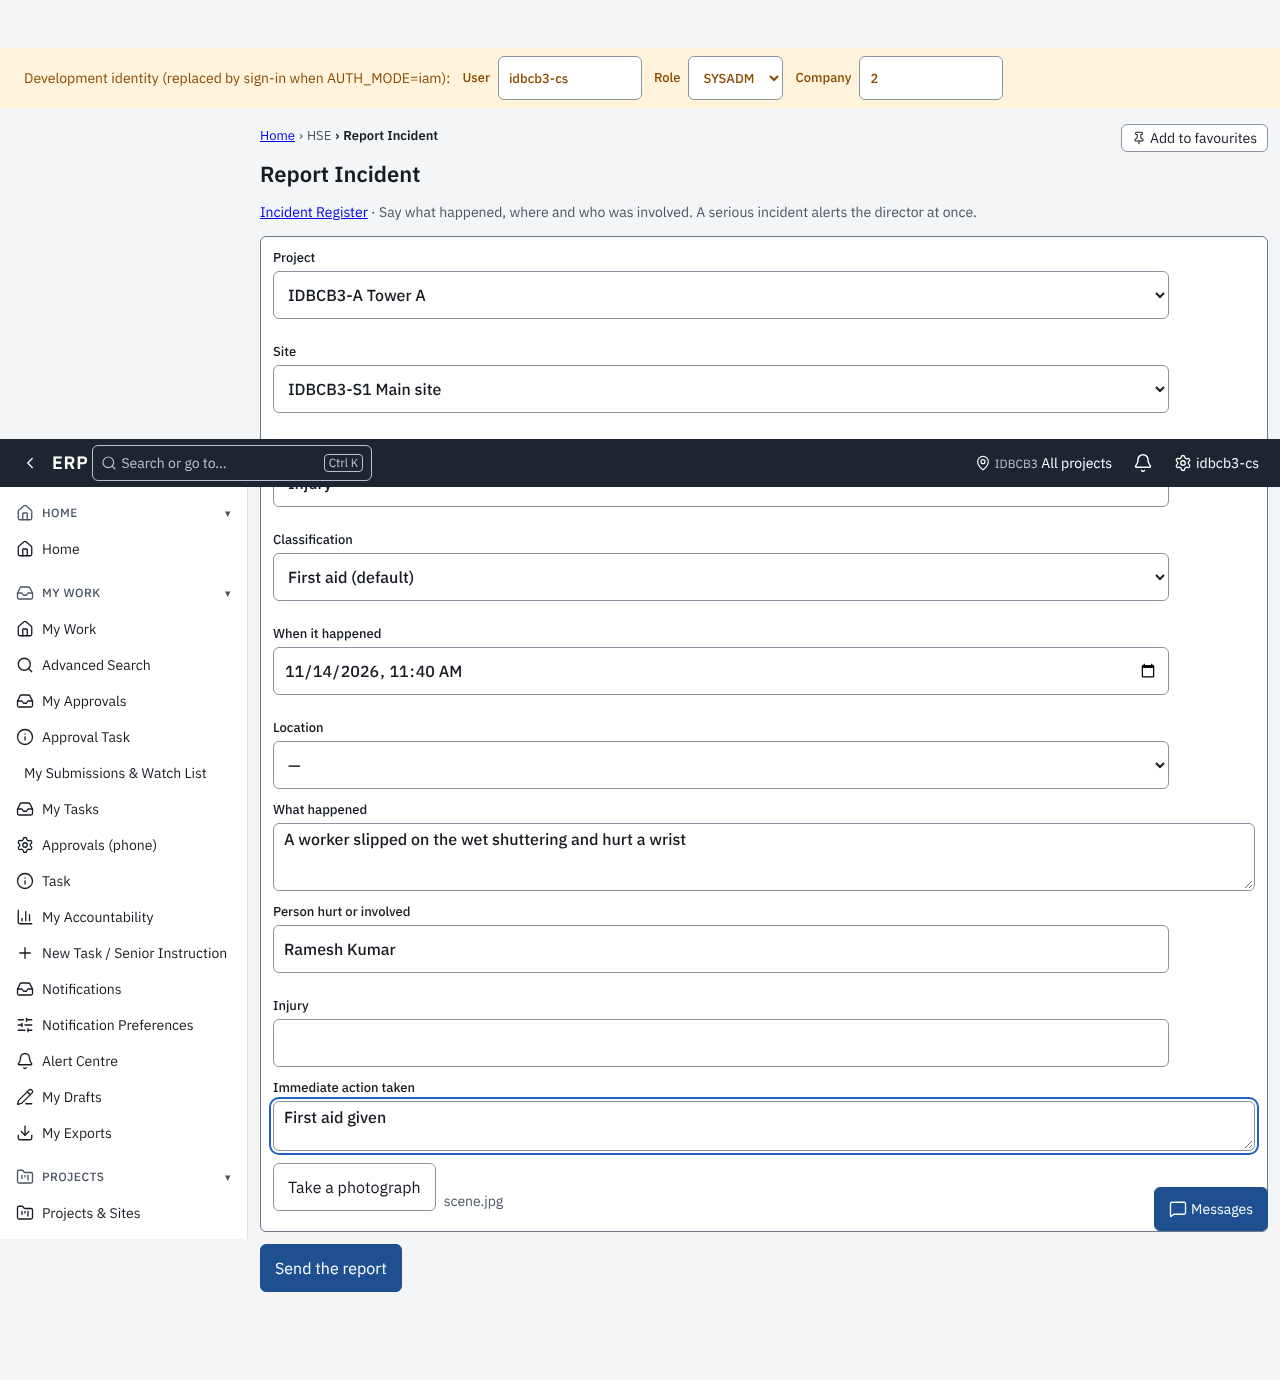 Development identity (replaced by sign-in when AUTH_MODE=iam): User idbcb3-cs Role SYSADM Company 2
Home › HSE › Report Incident
Add to favourites
Report Incident
Incident Register · Say what happened, where and who was involved. A serious incident alerts the director at once.
Project
IDBCB3-A Tower A
Site
IDBCB3-S1 Main site
ERP Search or go to... Ctrl K IDBCB3 All projects idbcb3-cs
Injury
Classification
First aid (default)
When it happened
11/14/2026, 11:40 AM
Location
—
What happened
A worker slipped on the wet shuttering and hurt a wrist
Person hurt or involved
Ramesh Kumar
Injury
Immediate action taken
First aid given
Take a photograph scene.jpg
Send the report
HOME
Home
MY WORK
My Work
Advanced Search
My Approvals
Approval Task
My Submissions & Watch List
My Tasks
Approvals (phone)
Task
My Accountability
New Task / Senior Instruction
Notifications
Notification Preferences
Alert Centre
My Drafts
My Exports
PROJECTS
Projects & Sites
Messages